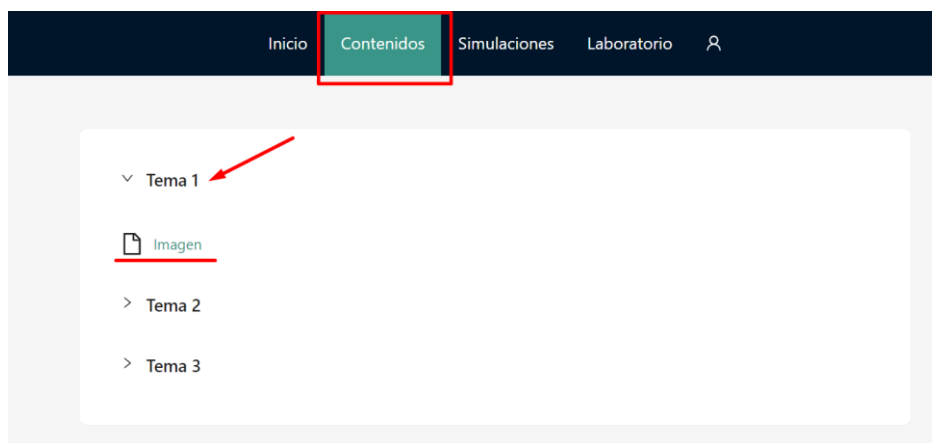 Inicio Contenidos Simulaciones Laboratorio
Tema 1
Imagen
Tema 2
Tema 3